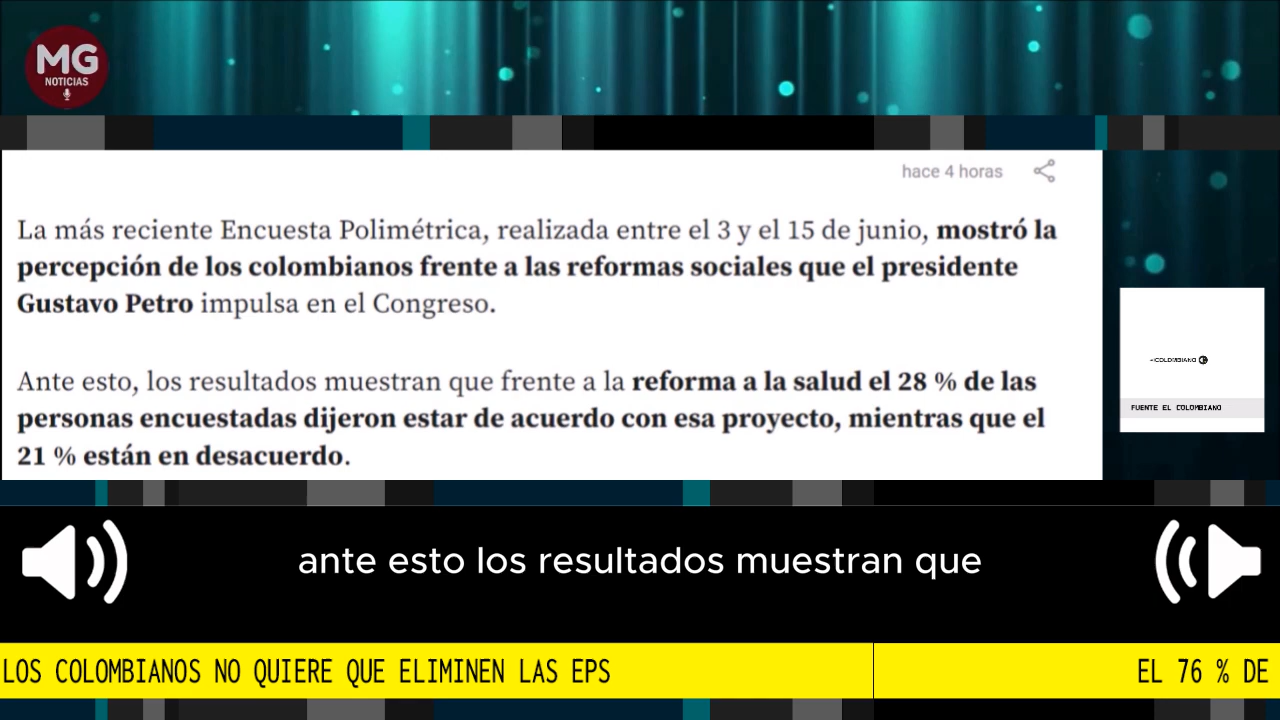 MG
NOTICIAS
hace 4 horas
La más reciente Encuesta Polimétrica, realizada entre el 3 y el 15 de junio, mostró la
percepción de los colombianos frente a las reformas sociales que el presidente
Gustavo Petro impulsa en el Congreso.
Ante esto, los resultados muestran que frente a la reforma a la salud el 28 % de las
personas encuestadas dijeron estar de acuerdo con esa proyecto, mientras que el
21 % están en desacuerdo.
COLOMBIANO
FUENTE EL COLOMBIANO
ante esto los resultados muestran que
LOS COLOMBIANOS NO QUIERE QUE ELIMINEN LAS EPS
EL 76 % DE